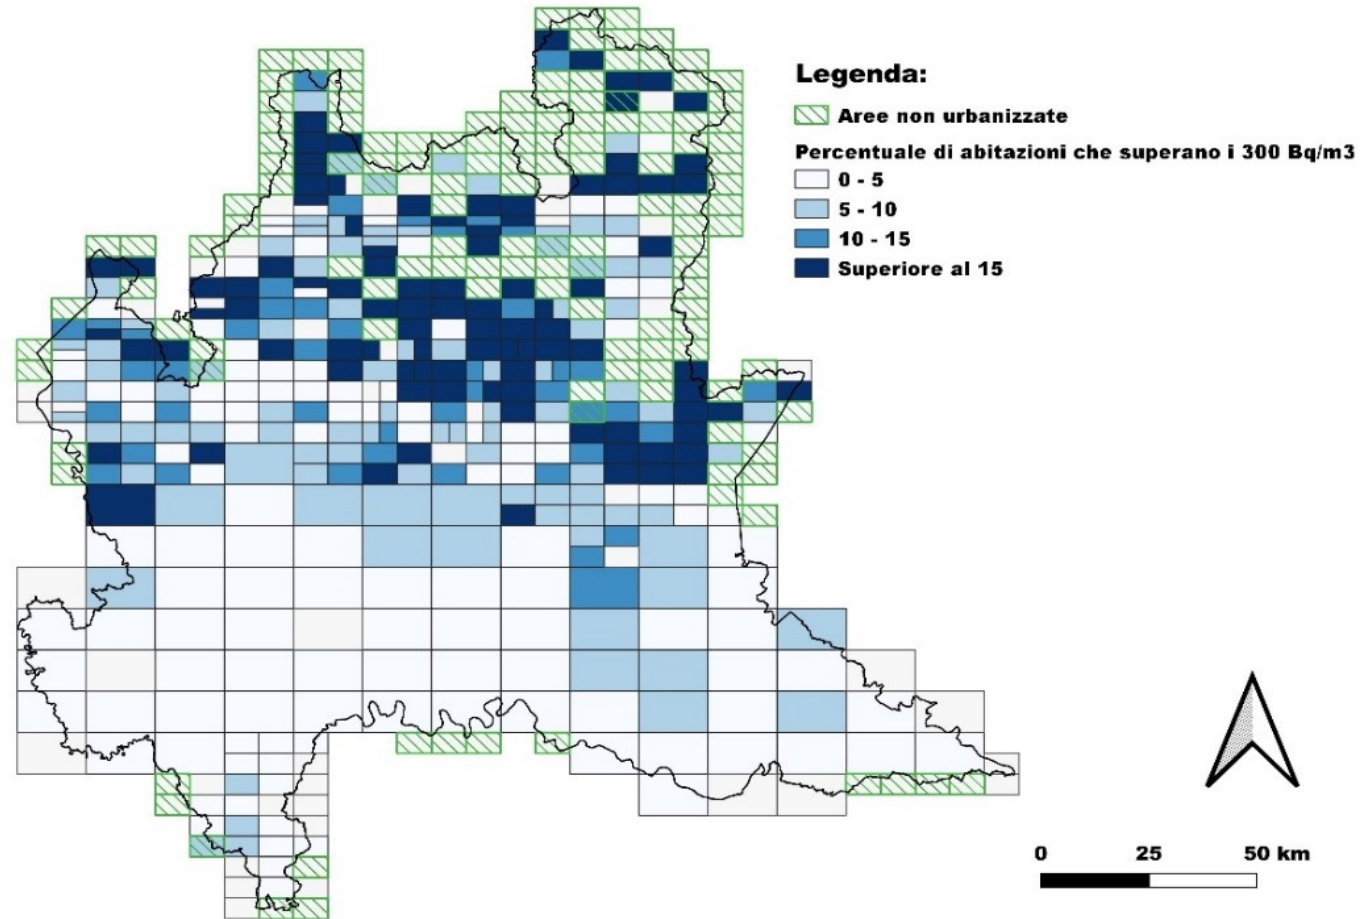 Legenda:
Aree non urbanizzate
Percentuale di abitazioni che superano i 300 Bq/m3
0 - 5
5 - 10
10 - 15
Superiore al 15
0 25 50 km